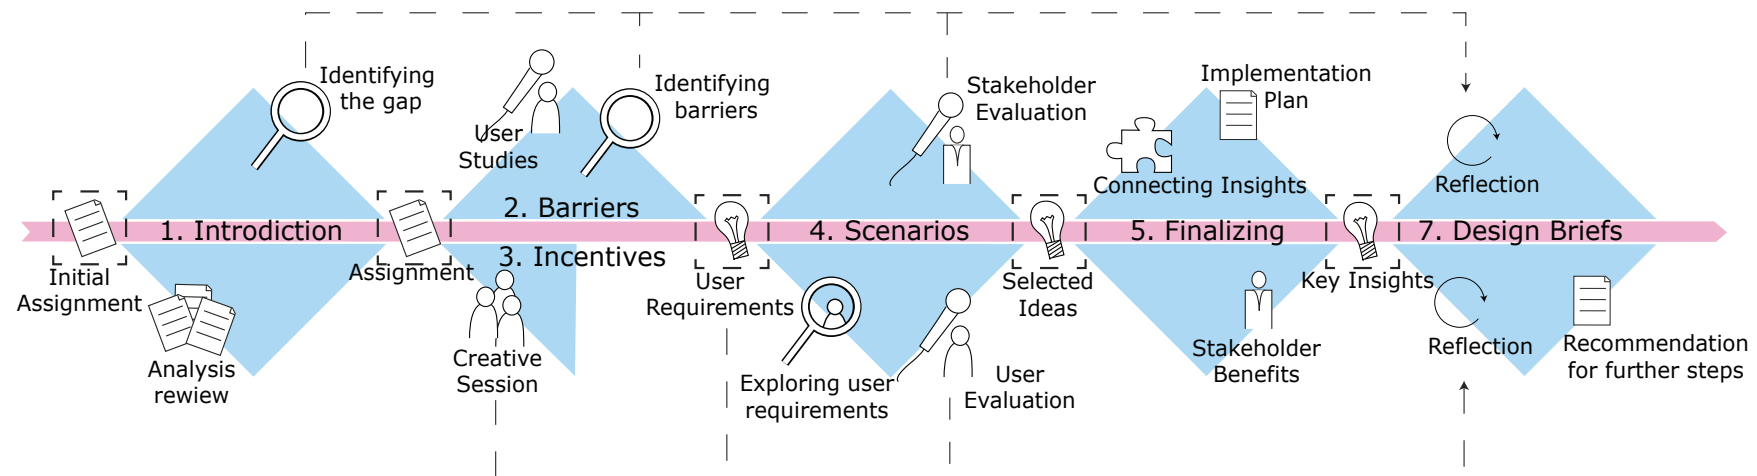 Identifying
the gap
Analysis
rewiew
Initial
Assignment
1. Introdiction
Assignment
User
Studies
Identifying
barriers
2. Barriers
3. Incentives
Creative
Session
User
Requirements
Stakeholder
Evaluation
4. Scenarios
Exploring user
requirements
User
Evaluation
Selected
Ideas
Implementation
Plan
Connecting Insights
5. Finalizing
Stakeholder
Benefits
Key Insights
Reflection
7. Design Briefs
Reflection
Recommendation
for further steps